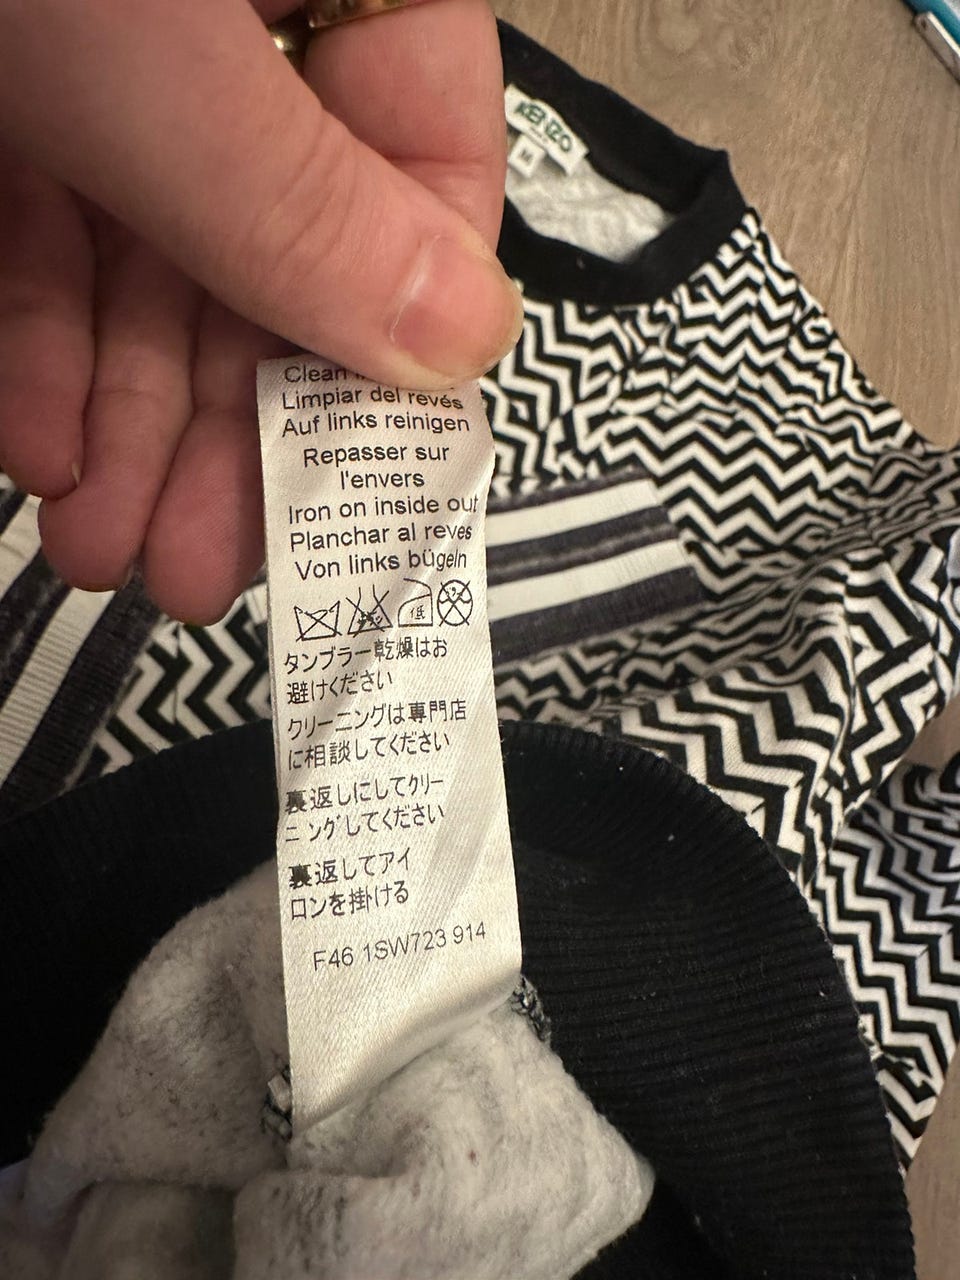 KENZO
M
Clean
Limpiar del revés
Auf links reinigen
Repasser sur
l'envers
Iron on inside out
Planchar al reves
Von links bügeln
低
タンブラー乾燥はお
避けください
クリーニングは専門店
に相談してください
裏返しにしてクリー
ニングしてください
裏返してアイ
ロンを掛ける
F46 1SW723 914